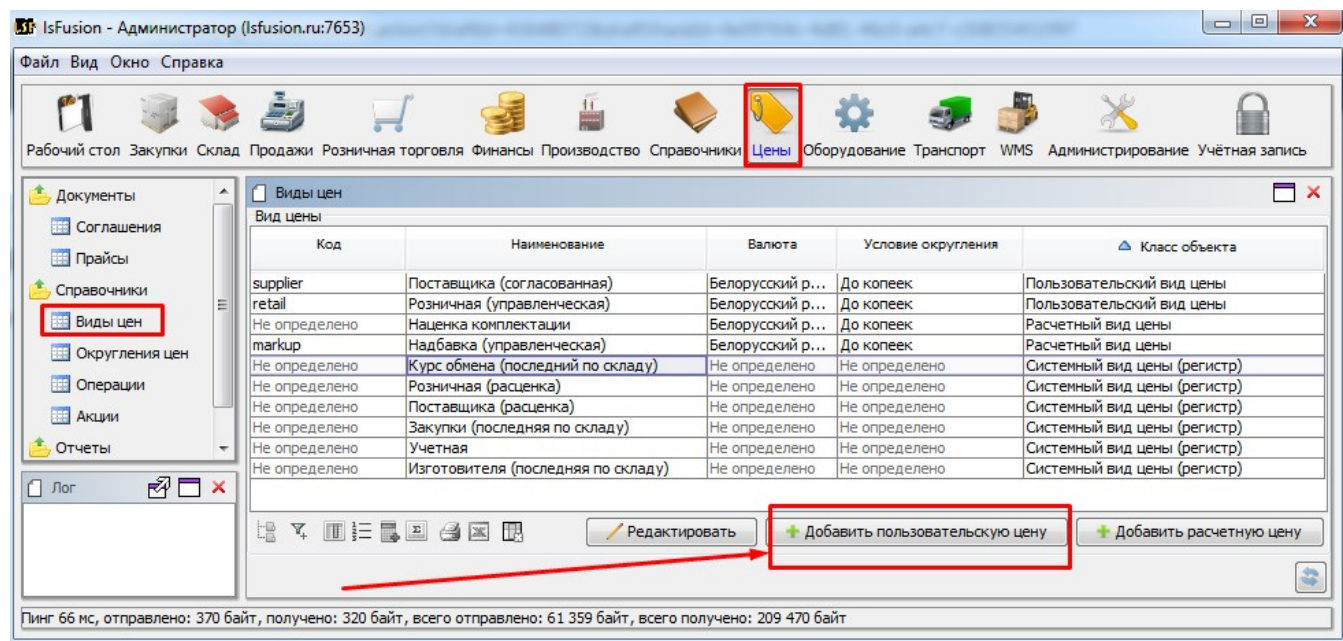 lsFusion - Администратор (lsfusion.ru:7653)
Файл Вид Окно Справка
Рабочий стол Закупки Склад Продажи Розничная торговля Финансы Производство Справочники Цены Оборудование Транспорт WMS Администрирование Учётная запись
Документы
Соглашения
Прайсы
Справочники
Виды цен
Округления цен
Операции
Акции
Отчеты
Лог
Виды цен
Вид цены
Код Наименование Валюта Условие округления Класс объекта
supplier Поставщика (согласованная) Белорусский р... До копеек Пользовательский вид цены
retail Розничная (управленческая) Белорусский р... До копеек Пользовательский вид цены
Не определено Наценка комплектации Белорусский р... До копеек Расчетный вид цены
markup Надбавка (управленческая) Белорусский р... До копеек Расчетный вид цены
Не определено Курс обмена (последний по складу) Не определено Не определено Системный вид цены (регистр)
Не определено Розничная (расценка) Не определено Не определено Системный вид цены (регистр)
Не определено Поставщика (расценка) Не определено Не определено Системный вид цены (регистр)
Не определено Закупки (последняя по складу) Не определено Не определено Системный вид цены (регистр)
Не определено Учетная Не определено Не определено Системный вид цены (регистр)
Не определено Изготовителя (последняя по складу) Не определено Не определено Системный вид цены (регистр)
Редактировать Добавить пользовательскую цену Добавить расчетную цену
Пинг 66 мс, отправлено: 370 байт, получено: 320 байт, всего отправлено: 61 359 байт, всего получено: 209 470 байт